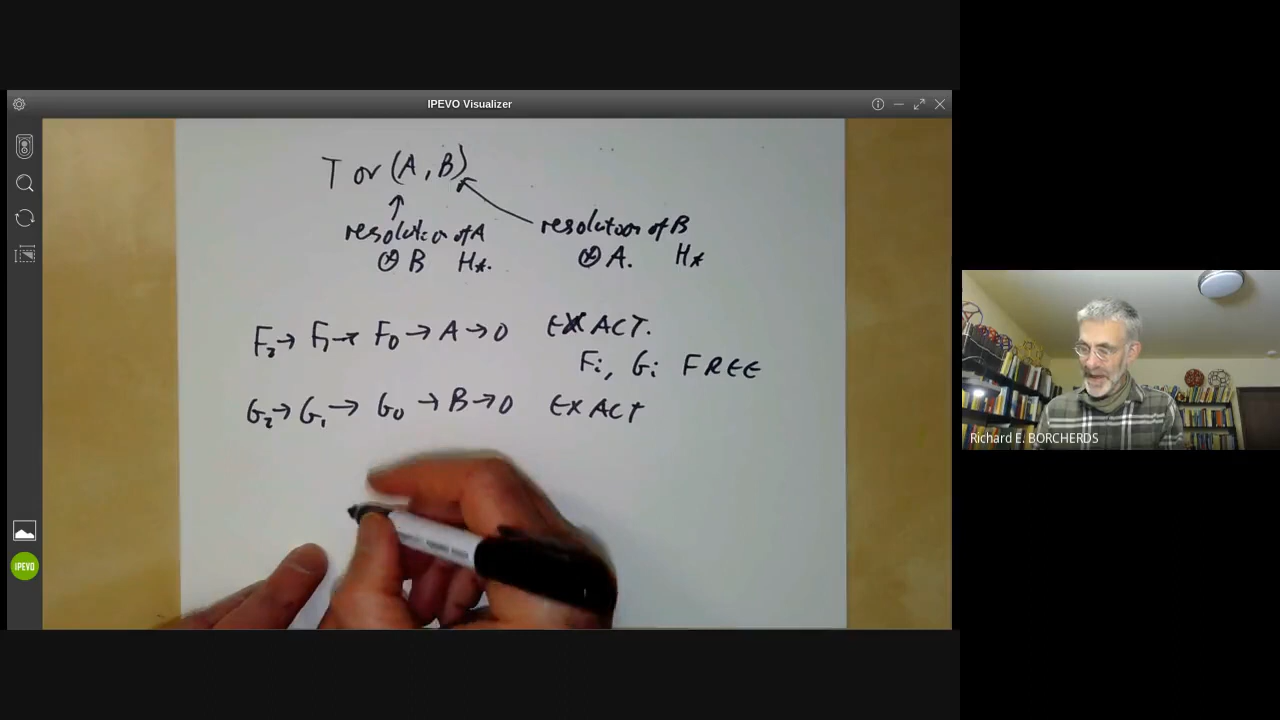 IPEVO Visualizer
Tor(A, B)
resolution of A
⊗ B H*.
resolution of B
⊗ A. H*
F₂→ F₁→ F₀ → A → 0 EXACT.
Fᵢ, Gᵢ FREE
G₂→ G₁ → G₀ → B → 0 EXACT
IPEVO
Richard E. BORCHERDS